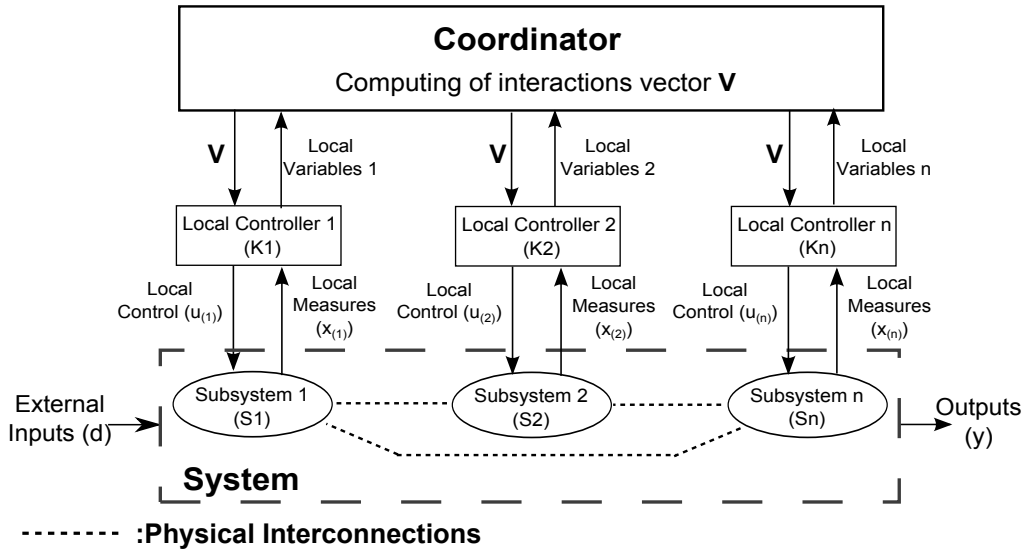 Coordinator
Computing of interactions vector V
V
Local
Variables 1
V
Local
Variables 2
V
Local
Variables n
Local Controller 1
(K1)
Local Controller 2
(K2)
Local Controller n
(Kn)
Local
Control (u(1))
Local
Measures
(x(1))
Local
Control (u(2))
Local
Measures
(x(2))
Local
Control (u(n))
Local
Measures
(x(n))
External
Inputs (d)
Subsystem 1
(S1)
Subsystem 2
(S2)
Subsystem n
(Sn)
Outputs
(y)
System
:Physical Interconnections